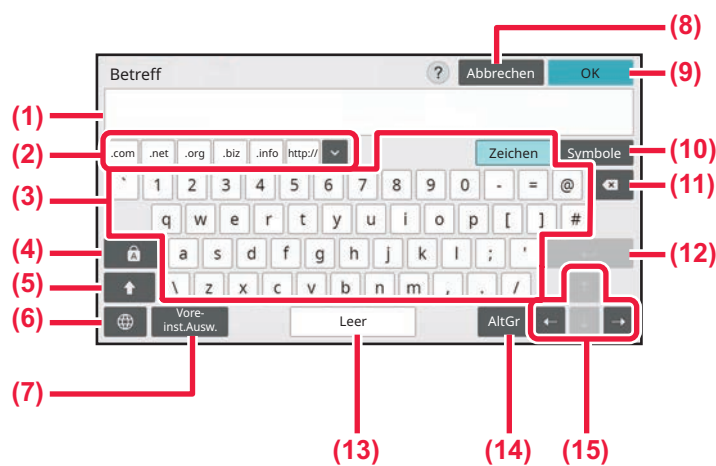 (8)
Betreff ? Abbrechen OK (9)
(1)
(2) .com .net .org .biz .info http:// Zeichen Symbole (10)
(3) ` 1 2 3 4 5 6 7 8 9 0 - = @ (11)
q w e r t y u i o p [ ] #
(4) a s d f g h j k l ; ' (12)
(5) \ z x c v b n m , . /
(6) Vore-
inst.Ausw. Leer AltGr
(7)
(13) (14) (15)